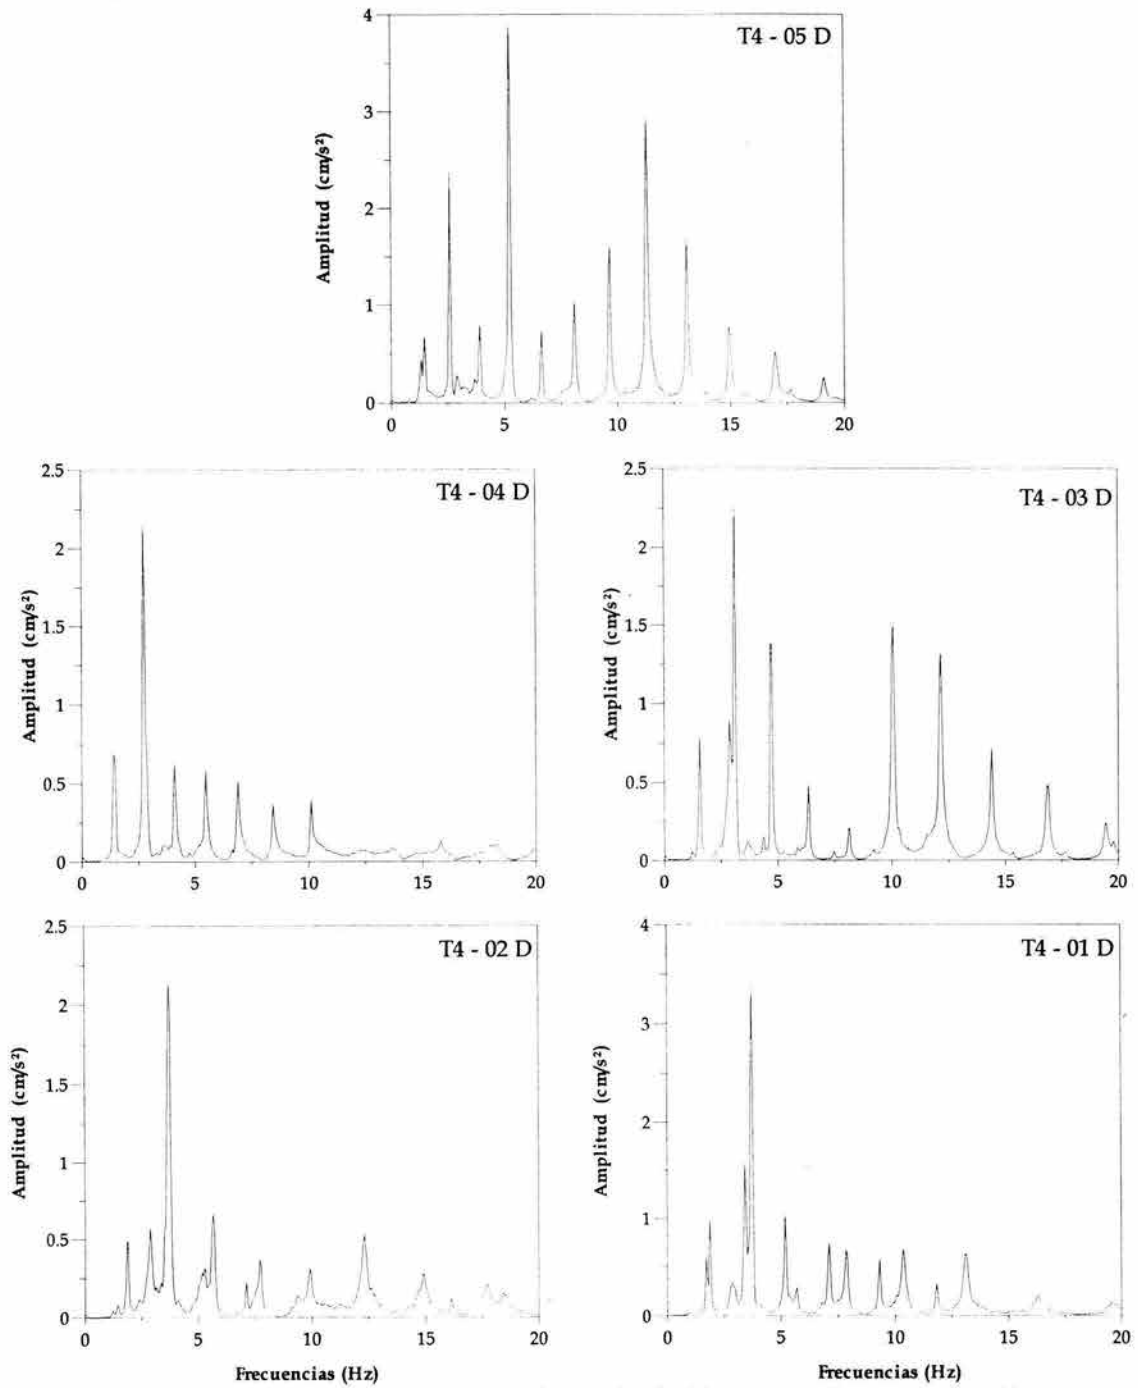 T4 - 05 D
Amplitud (cm/s²)
4
3
2
1
0
0 5 10 15 20
T4 - 04 D
Amplitud (cm/s²)
2.5
2
1.5
1
0.5
0
0 5 10 15 20
T4 - 03 D
Amplitud (cm/s²)
2.5
2
1.5
1
0.5
0
0 5 10 15 20
T4 - 02 D
Amplitud (cm/s²)
2.5
2
1.5
1
0.5
0
0 5 10 15 20
Frecuencias (Hz)
T4 - 01 D
Amplitud (cm/s²)
4
3
2
1
0
0 5 10 15 20
Frecuencias (Hz)